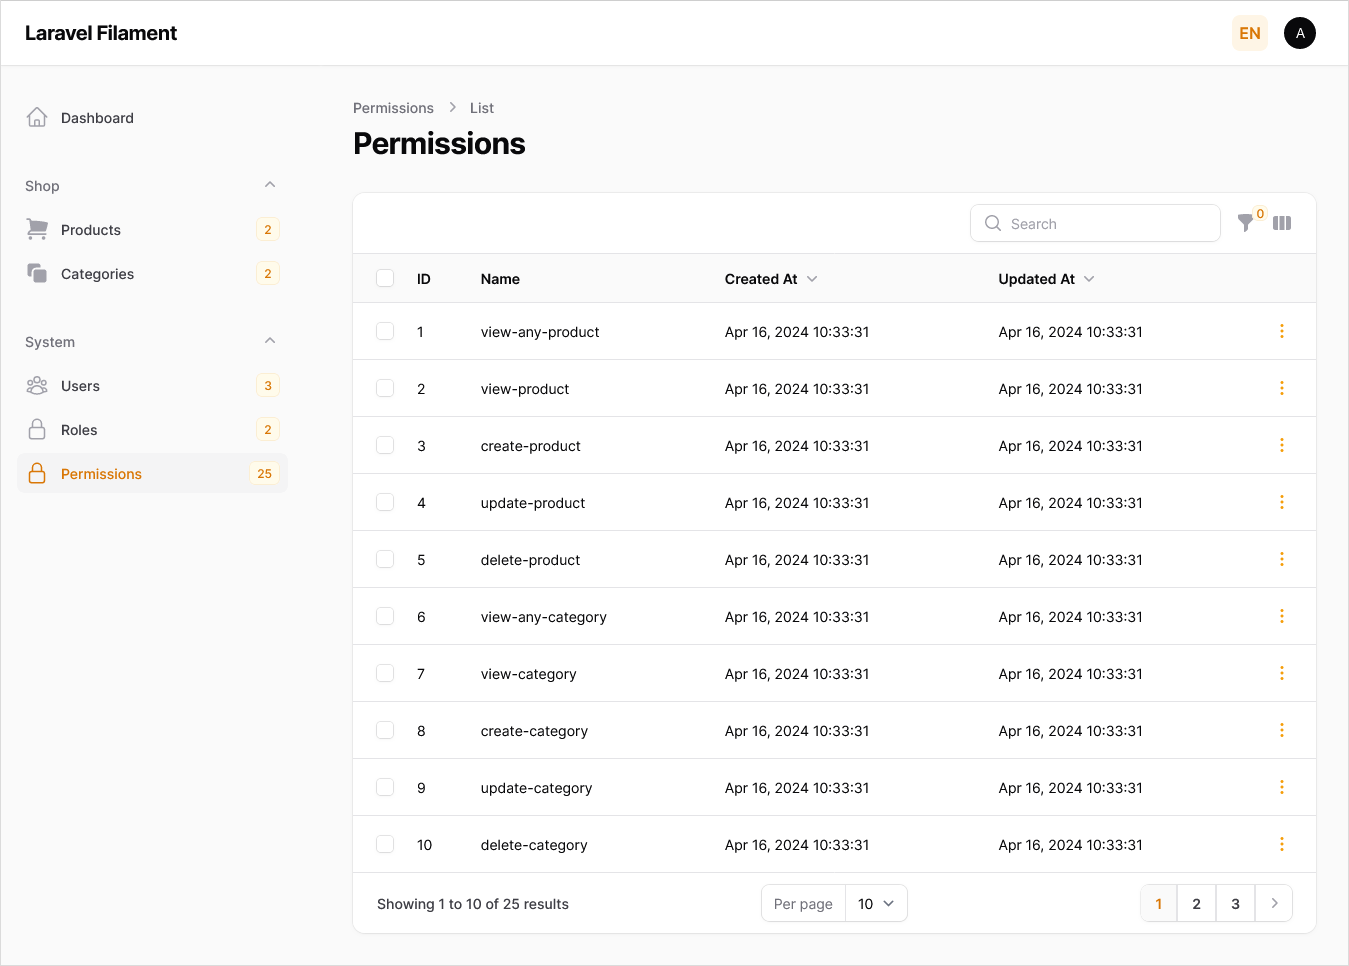 Laravel Filament
EN
A
Dashboard
Shop
Products 2
Categories 2
System
Users 3
Roles 2
Permissions 25
Permissions > List
Permissions
Search
0
ID Name Created At Updated At
1 view-any-product Apr 16, 2024 10:33:31 Apr 16, 2024 10:33:31
2 view-product Apr 16, 2024 10:33:31 Apr 16, 2024 10:33:31
3 create-product Apr 16, 2024 10:33:31 Apr 16, 2024 10:33:31
4 update-product Apr 16, 2024 10:33:31 Apr 16, 2024 10:33:31
5 delete-product Apr 16, 2024 10:33:31 Apr 16, 2024 10:33:31
6 view-any-category Apr 16, 2024 10:33:31 Apr 16, 2024 10:33:31
7 view-category Apr 16, 2024 10:33:31 Apr 16, 2024 10:33:31
8 create-category Apr 16, 2024 10:33:31 Apr 16, 2024 10:33:31
9 update-category Apr 16, 2024 10:33:31 Apr 16, 2024 10:33:31
10 delete-category Apr 16, 2024 10:33:31 Apr 16, 2024 10:33:31
Showing 1 to 10 of 25 results
Per page 10
1 2 3